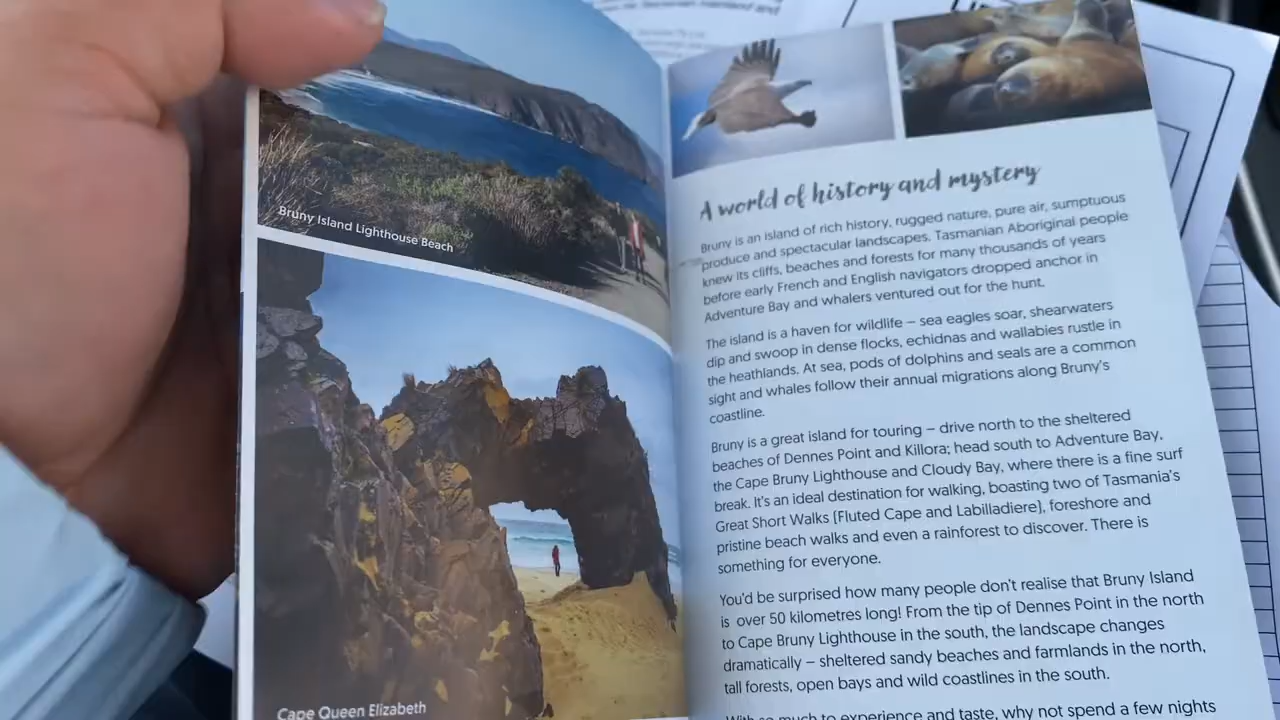 Bruny Island Lighthouse Beach
Cape Queen Elizabeth
A world of history and mystery
Bruny is an island of rich history, rugged nature, pure air, sumptuous
produce and spectacular landscapes. Tasmanian Aboriginal people
knew its cliffs, beaches and forests for many thousands of years
before early French and English navigators dropped anchor in
Adventure Bay and whalers ventured out for the hunt.
The island is a haven for wildlife – sea eagles soar, shearwaters
dip and swoop in dense flocks, echidnas and wallabies rustle in
the heathlands. At sea, pods of dolphins and seals are a common
sight and whales follow their annual migrations along Bruny's
coastline.
Bruny is a great island for touring – drive north to the sheltered
beaches of Dennes Point and Killora; head south to Adventure Bay,
the Cape Bruny Lighthouse and Cloudy Bay, where there is a fine surf
break. It's an ideal destination for walking, boasting two of Tasmania's
Great Short Walks [Fluted Cape and Labilladiere], foreshore and
pristine beach walks and even a rainforest to discover. There is
something for everyone.
You'd be surprised how many people don't realise that Bruny Island
is over 50 kilometres long! From the tip of Dennes Point in the north
to Cape Bruny Lighthouse in the south, the landscape changes
dramatically – sheltered sandy beaches and farmlands in the north,
tall forests, open bays and wild coastlines in the south.
With so much to experience and taste, why not spend a few nights